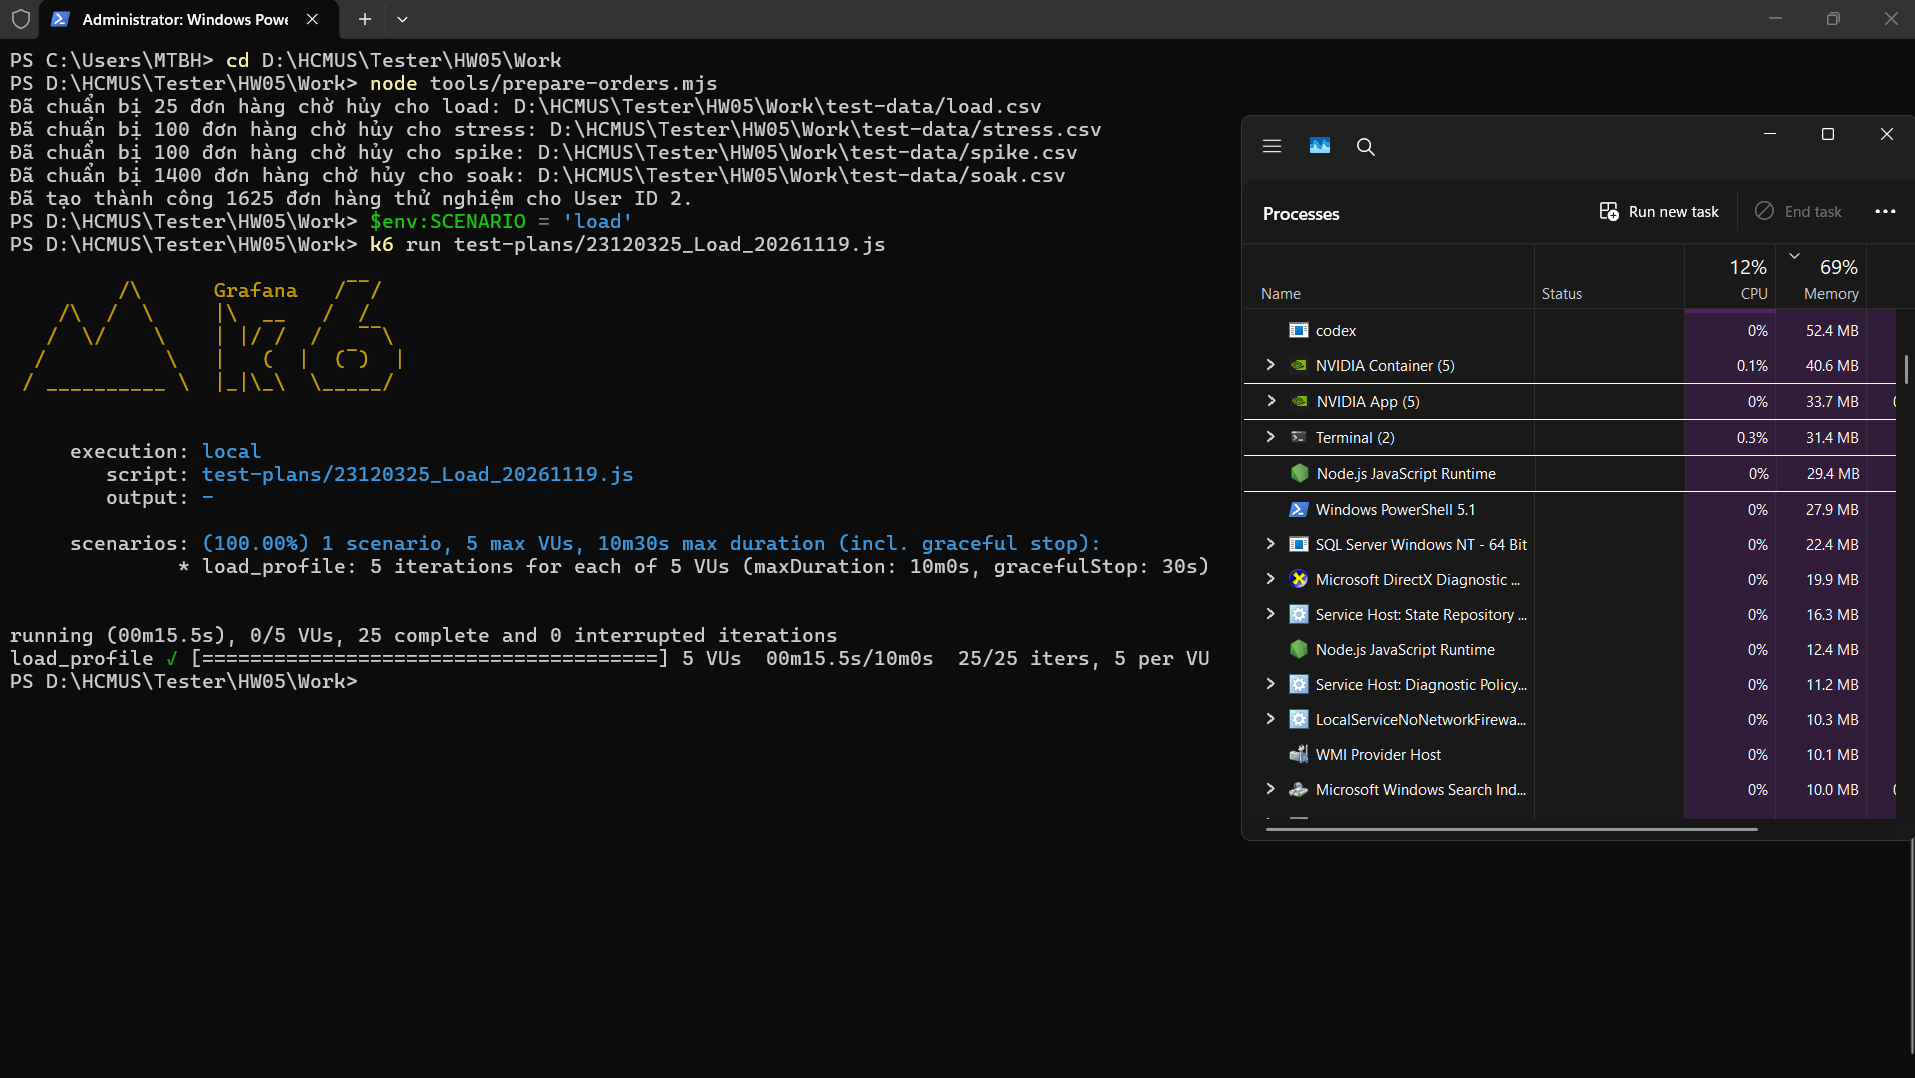 Administrator: Windows Powe
PS C:\Users\MTBH> cd D:\HCMUS\Tester\HW05\Work
PS D:\HCMUS\Tester\HW05\Work> node tools/prepare-orders.mjs
Đã chuẩn bị 25 đơn hàng chờ hủy cho load: D:\HCMUS\Tester\HW05\Work\test-data/load.csv
Đã chuẩn bị 100 đơn hàng chờ hủy cho stress: D:\HCMUS\Tester\HW05\Work\test-data/stress.csv
Đã chuẩn bị 100 đơn hàng chờ hủy cho spike: D:\HCMUS\Tester\HW05\Work\test-data/spike.csv
Đã chuẩn bị 1400 đơn hàng chờ hủy cho soak: D:\HCMUS\Tester\HW05\Work\test-data/soak.csv
Đã tạo thành công 1625 đơn hàng thử nghiệm cho User ID 2.
PS D:\HCMUS\Tester\HW05\Work> $env:SCENARIO = 'load'
PS D:\HCMUS\Tester\HW05\Work> k6 run test-plans/23120325_Load_20261119.js
Grafana
execution: local
script: test-plans/23120325_Load_20261119.js
output: -
scenarios: (100.00%) 1 scenario, 5 max VUs, 10m30s max duration (incl. graceful stop):
* load_profile: 5 iterations for each of 5 VUs (maxDuration: 10m0s, gracefulStop: 30s)
running (00m15.5s), 0/5 VUs, 25 complete and 0 interrupted iterations
load_profile ✓ [======================================] 5 VUs  00m15.5s/10m0s  25/25 iters, 5 per VU
PS D:\HCMUS\Tester\HW05\Work>
Processes
Run new task
End task
12% 69%
Name Status CPU Memory
codex 0% 52.4 MB
NVIDIA Container (5) 0.1% 40.6 MB
NVIDIA App (5) 0% 33.7 MB
Terminal (2) 0.3% 31.4 MB
Node.js JavaScript Runtime 0% 29.4 MB
Windows PowerShell 5.1 0% 27.9 MB
SQL Server Windows NT - 64 Bit 0% 22.4 MB
Microsoft DirectX Diagnostic ... 0% 19.9 MB
Service Host: State Repository ... 0% 16.3 MB
Node.js JavaScript Runtime 0% 12.4 MB
Service Host: Diagnostic Policy... 0% 11.2 MB
LocalServiceNoNetworkFirewa... 0% 10.3 MB
WMI Provider Host 0% 10.1 MB
Microsoft Windows Search Ind... 0% 10.0 MB